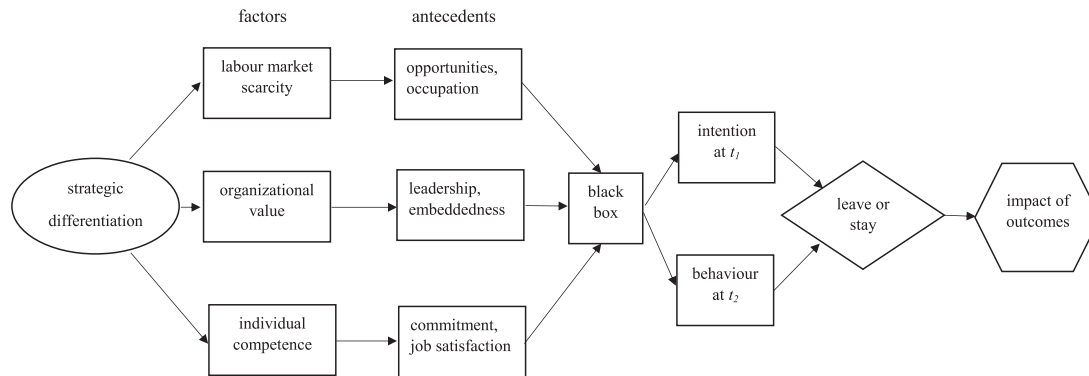 factors
antecedents
labour market
scarcity
opportunities,
occupation
strategic
differentiation
organizational
value
leadership,
embeddedness
individual
competence
commitment,
job satisfaction
black
box
intention
at t₁
behaviour
at t₂
leave or
stay
impact of
outcomes